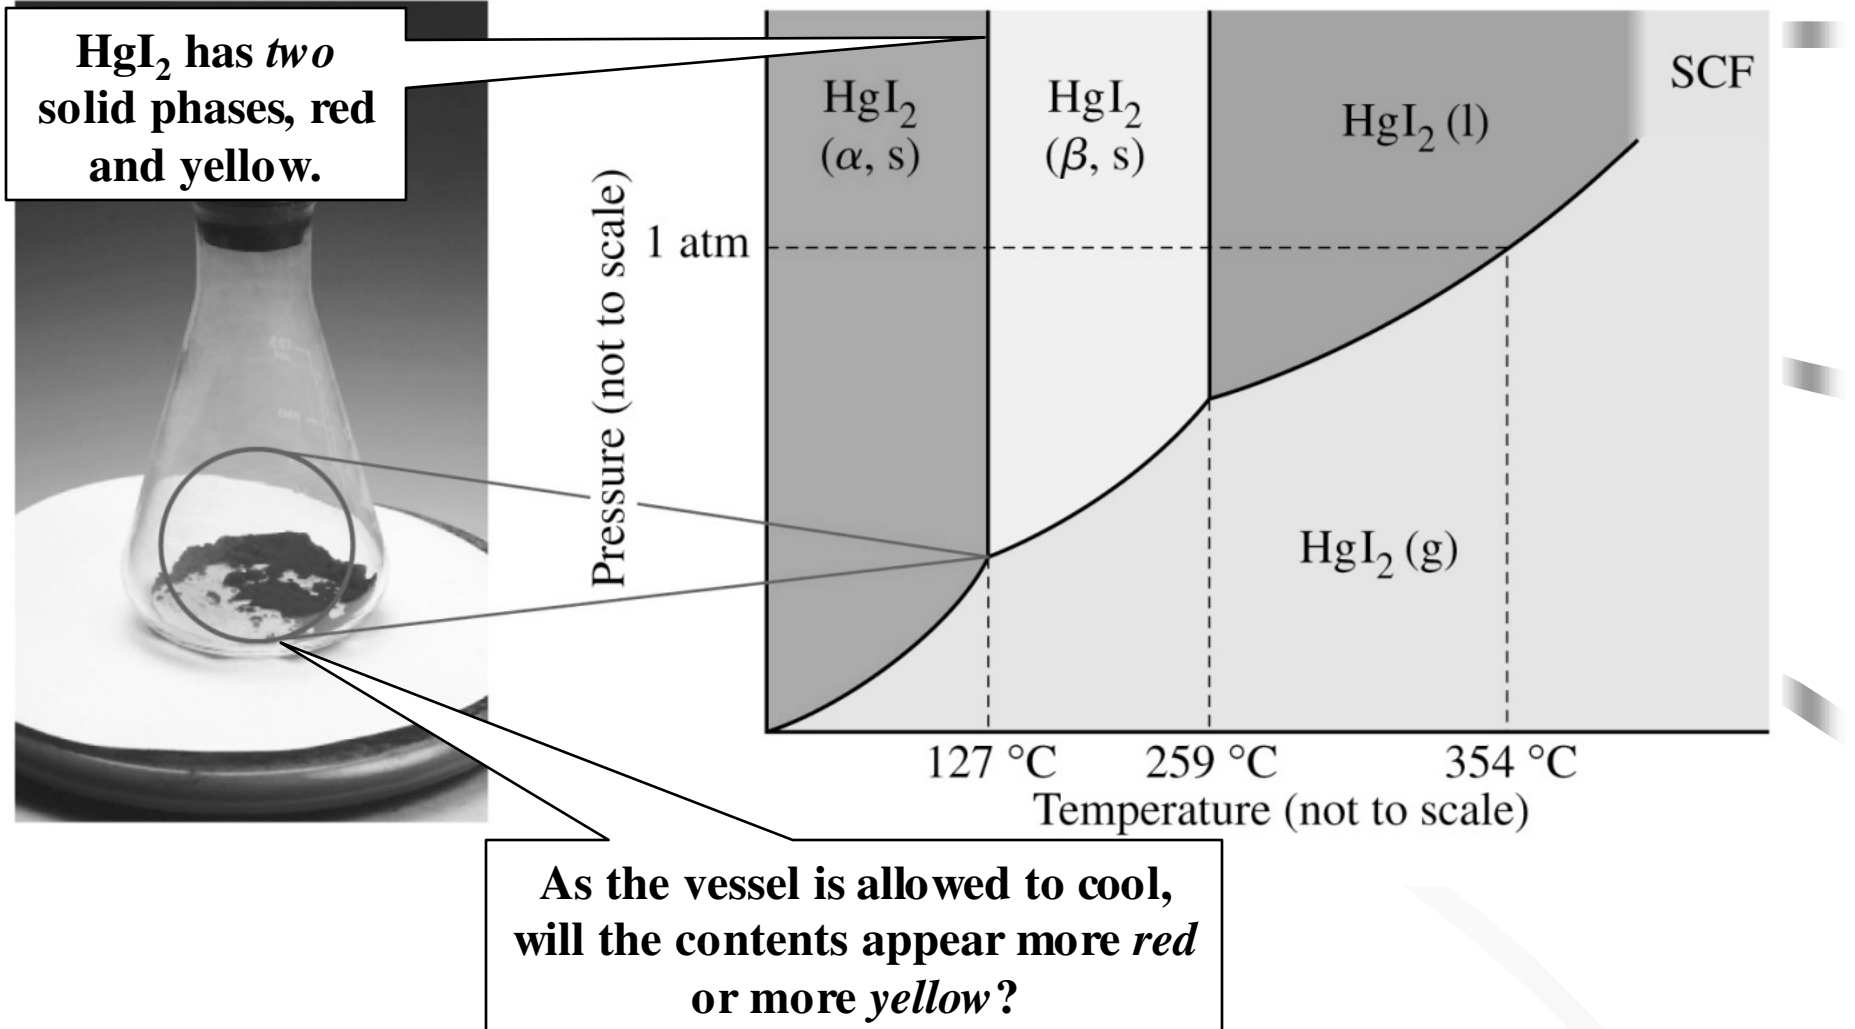 HgI₂ has two
solid phases, red
and yellow.
HgI₂
(α, s)
HgI₂
(β, s)
HgI₂ (l)
SCF
Pressure (not to scale)
1 atm
HgI₂ (g)
127 °C
259 °C
354 °C
Temperature (not to scale)
As the vessel is allowed to cool,
will the contents appear more red
or more yellow?